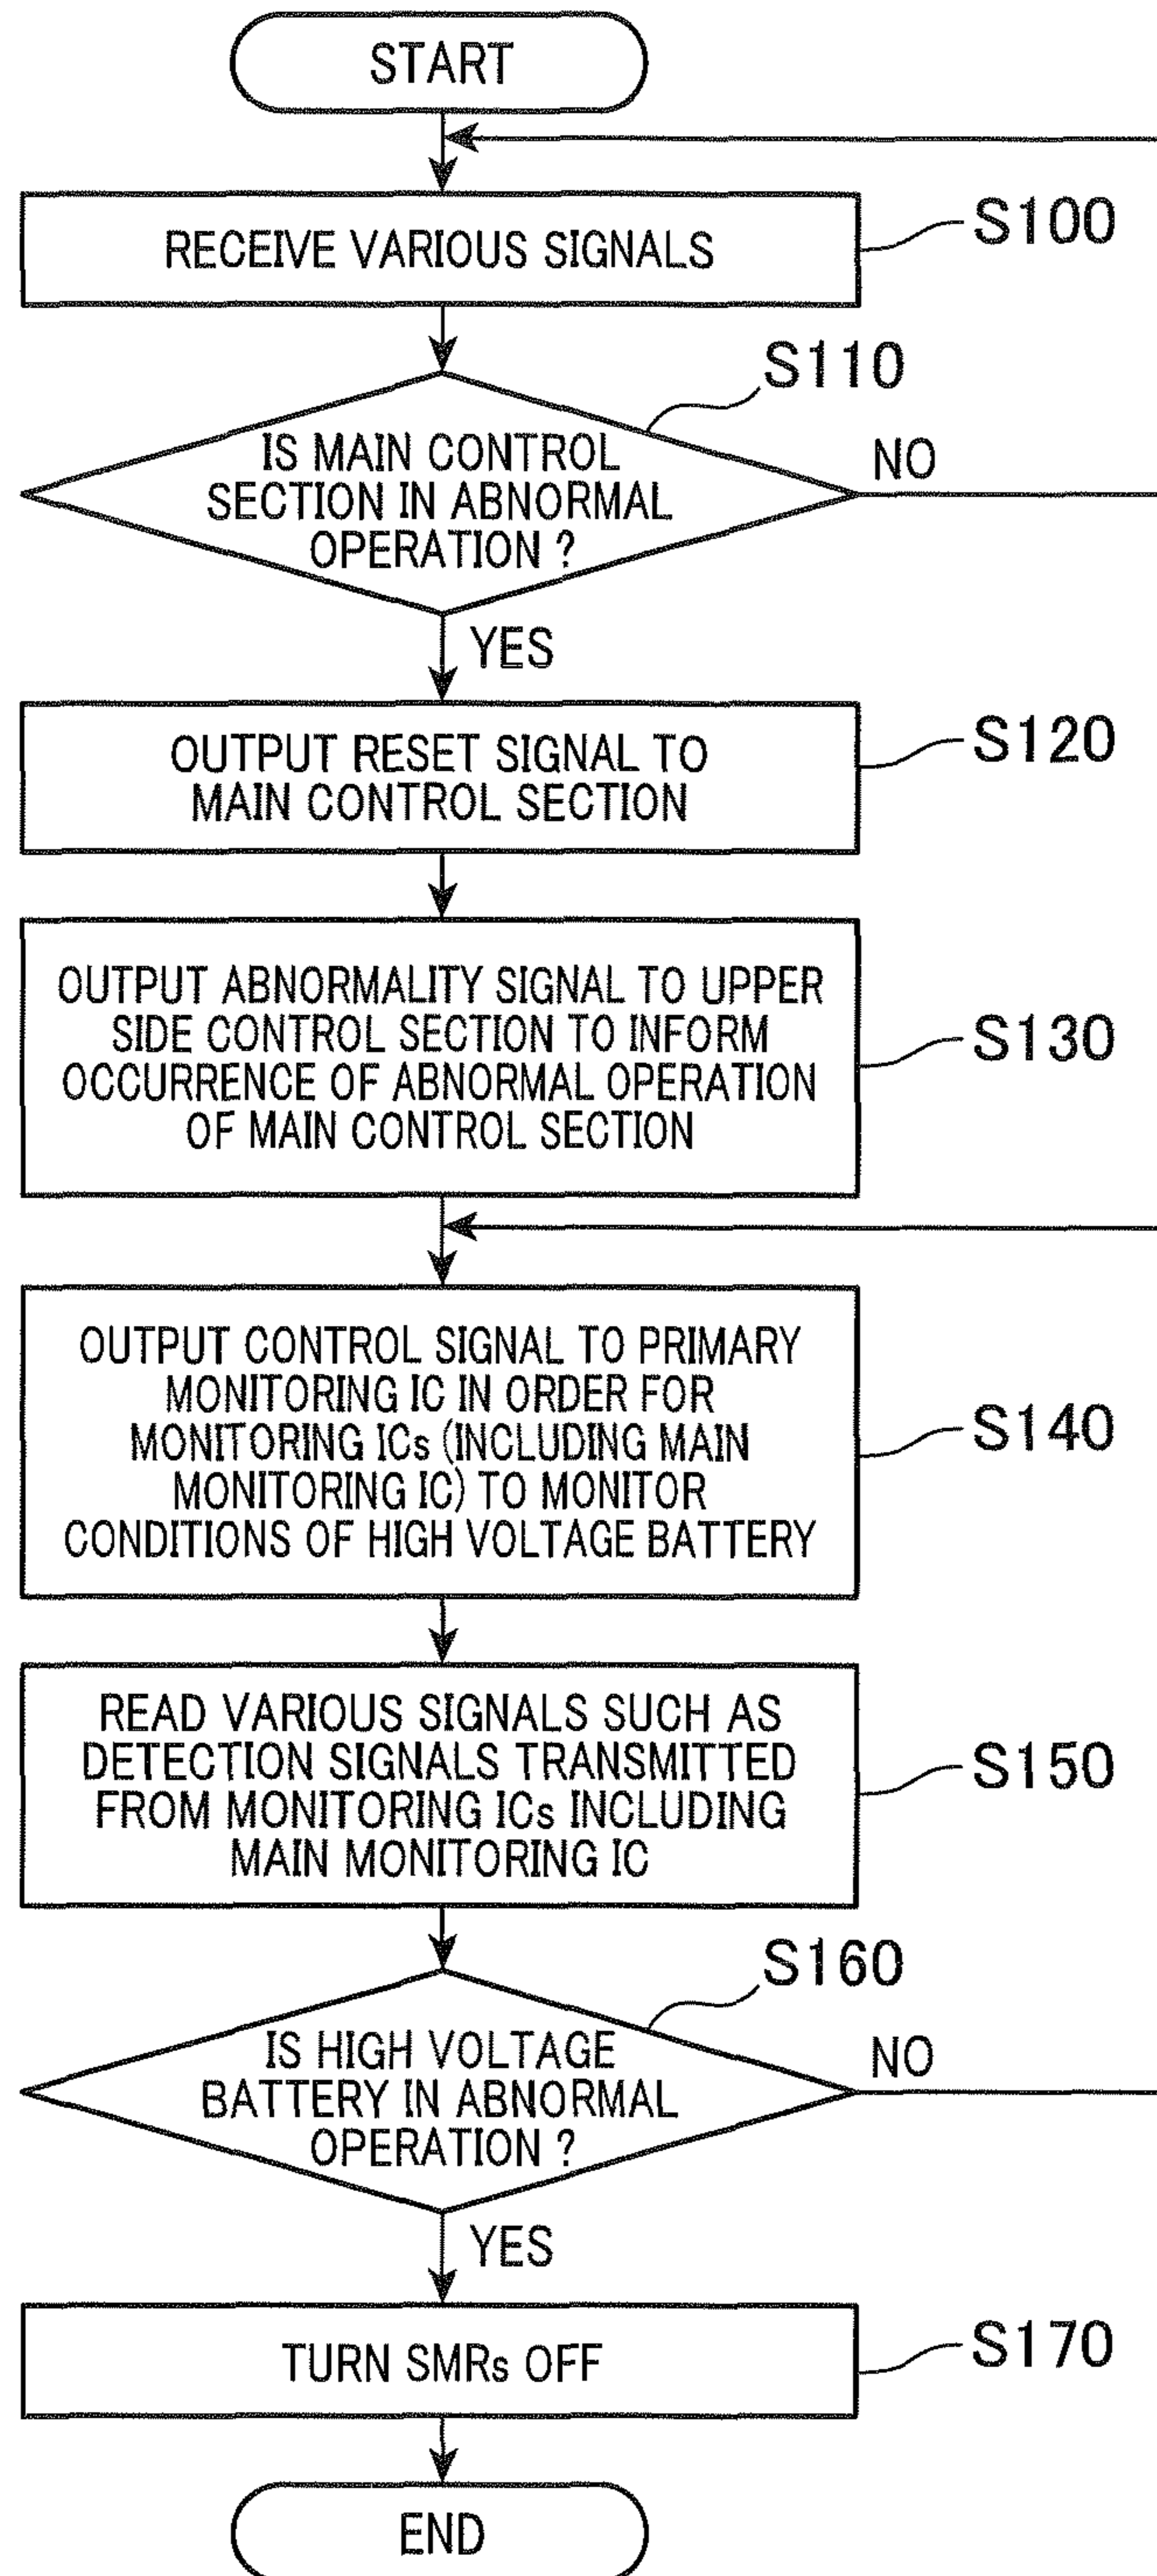 START
RECEIVE VARIOUS SIGNALS
S100
S110
IS MAIN CONTROL
SECTION IN ABNORMAL
OPERATION ?
NO
YES
OUTPUT RESET SIGNAL TO
MAIN CONTROL SECTION
S120
OUTPUT ABNORMALITY SIGNAL TO UPPER
SIDE CONTROL SECTION TO INFORM
OCCURRENCE OF ABNORMAL OPERATION
OF MAIN CONTROL SECTION
S130
OUTPUT CONTROL SIGNAL TO PRIMARY
MONITORING IC IN ORDER FOR
MONITORING ICs (INCLUDING MAIN
MONITORING IC) TO MONITOR
CONDITIONS OF HIGH VOLTAGE BATTERY
S140
READ VARIOUS SIGNALS SUCH AS
DETECTION SIGNALS TRANSMITTED
FROM MONITORING ICs INCLUDING
MAIN MONITORING IC
S150
S160
IS HIGH VOLTAGE
BATTERY IN ABNORMAL
OPERATION ?
NO
YES
TURN SMRs OFF
S170
END